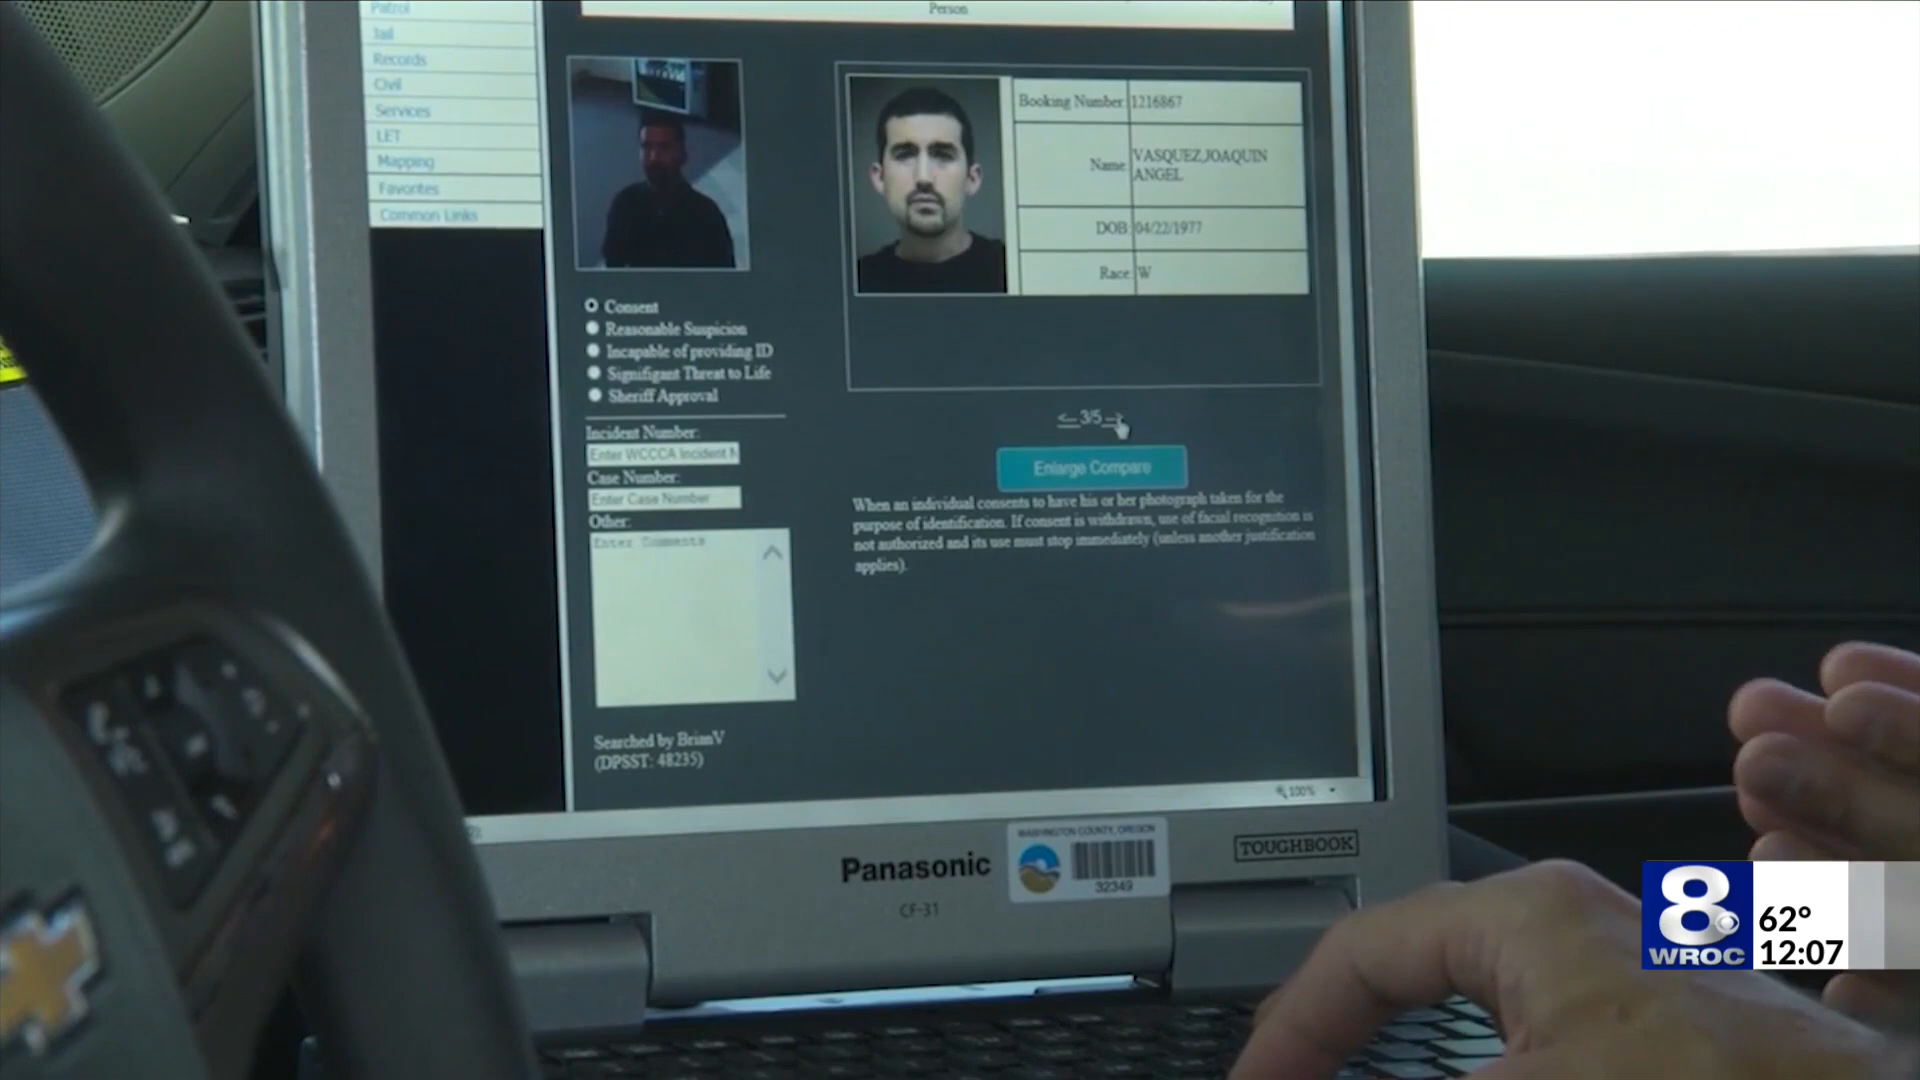 Person
Patrol
Jail
Records
Civil
Services
LET
Mapping
Favorites
Common Links
Booking Number: 1216867
Name: VASQUEZ,JOAQUIN
ANGEL
DOB: 04/22/1977
Race: W
Consent
Reasonable Suspicion
Incapable of providing ID
Signifigant Threat to Life
Sheriff Approval
Incident Number:
Enter WCCCA Incident N
Case Number:
Enter Case Number
Other:
Enter Comments
Searched by BrianV
(DPSST: 48235)
<-- 3/5 -->
Enlarge Compare
When an individual consents to have his or her photograph taken for the
purpose of identification. If consent is withdrawn, use of facial recognition is
not authorized and its use must stop immediately (unless another justification
applies).
100%
Panasonic
CF-31
WASHINGTON COUNTY, OREGON
32349
TOUGHBOOK
8
WROC
62°
12:07